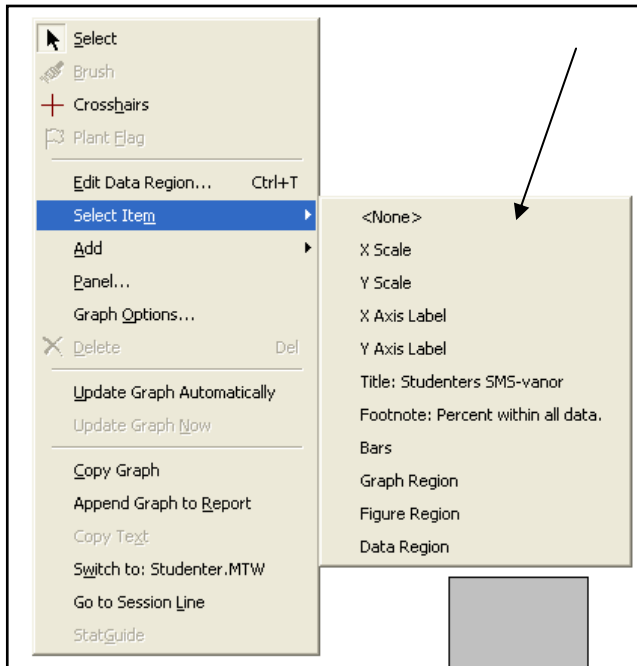 Select
Brush
Crosshairs
Plant Flag
Edit Data Region... Ctrl+T
Select Item
Add
Panel...
Graph Options...
Delete Del
Update Graph Automatically
Update Graph Now
Copy Graph
Append Graph to Report
Copy Text
Switch to: Studenter.MTW
Go to Session Line
StatGuide
<None>
X Scale
Y Scale
X Axis Label
Y Axis Label
Title: Studenters SMS-vanor
Footnote: Percent within all data.
Bars
Graph Region
Figure Region
Data Region